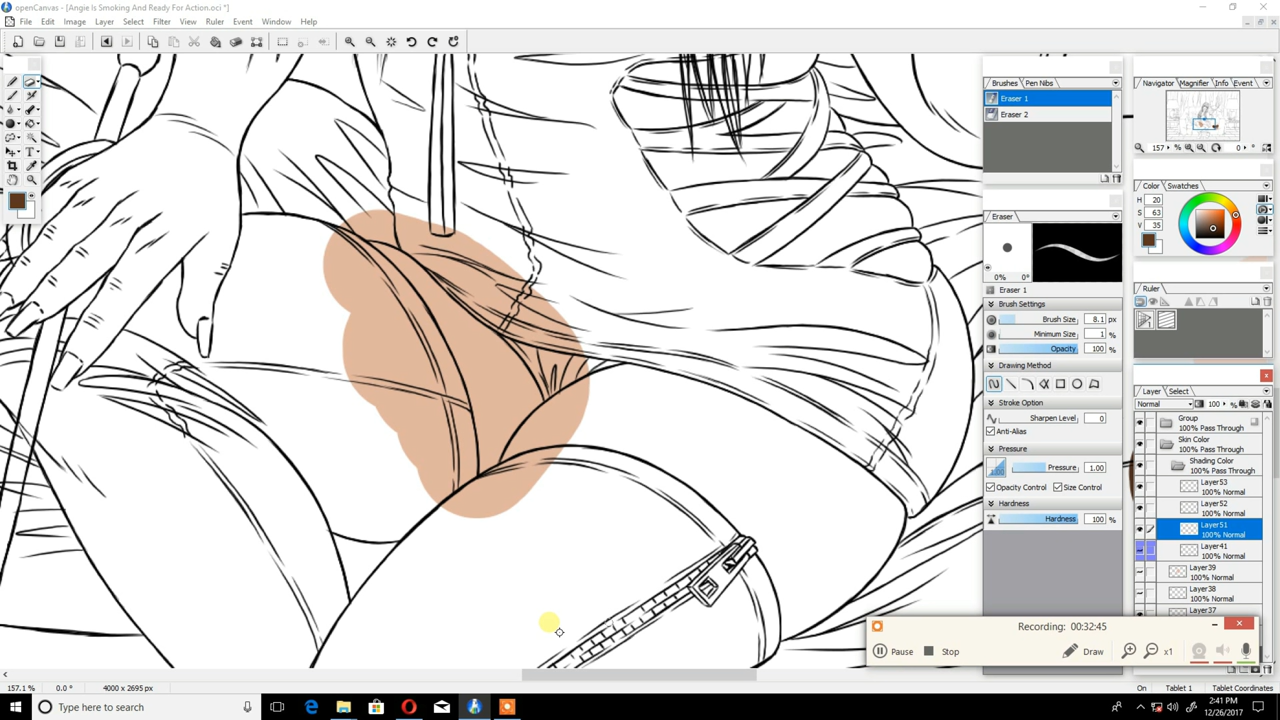 openCanvas - [Angie Is Smoking And Ready For Action.oci *]
File Edit Image Layer Select Filter View Ruler Event Window Help
Brushes Pen Nibs
Eraser 1
Eraser 2
Eraser
0% 0°
Eraser 1
Brush Settings
Brush Size 8.1 px
Minimum Size 1 %
Opacity 100 %
Drawing Method
Stroke Option
Sharpen Level 0
Anti-Alias
Pressure
Pressure 1.00
Opacity Control Size Control
Hardness
Hardness 100 %
Navigator Magnifier Info Event
157 % 0 °
Color Swatches
H 20
S 63
V 35
Ruler
Layer Select
Normal 100 %
Group
100% Pass Through
Skin Color
100% Pass Through
Shading Color
100% Pass Through
Layer53
100% Normal
Layer52
100% Normal
Layer51
100% Normal
Layer41
100% Normal
Layer39
100% Normal
Layer38
100% Normal
Layer37
Recording: 00:32:45
Pause Stop Draw x1
157.1 % 0.0 ° 4000 x 2695 px
On Tablet 1 Tablet Coordinates
Type here to search
2:41 PM
12/26/2017